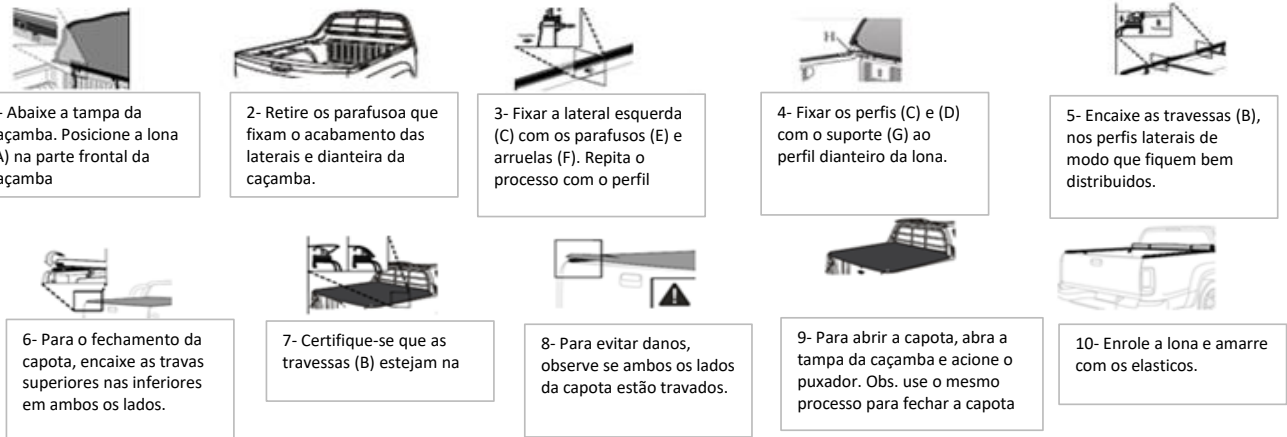 - Abaixe a tampa da
açamba. Posicione a lona
A) na parte frontal da
açamba
2- Retire os parafusoa que
fixam o acabamento das
laterais e dianteira da
caçamba.
3- Fixar a lateral esquerda
(C) com os parafusos (E) e
arruelas (F). Repita o
processo com o perfil
H
4- Fixar os perfis (C) e (D)
com o suporte (G) ao
perfil dianteiro da lona.
5- Encaixe as travessas (B),
nos perfis laterais de
modo que fiquem bem
distribuidos.
6- Para o fechamento da
capota, encaixe as travas
superiores nas inferiores
em ambos os lados.
7- Certifique-se que as
travessas (B) estejam na
8- Para evitar danos,
observe se ambos os lados
da capota estão travados.
9- Para abrir a capota, abra a
tampa da caçamba e acione o
puxador. Obs. use o mesmo
processo para fechar a capota
10- Enrole a lona e amarre
com os elasticos.